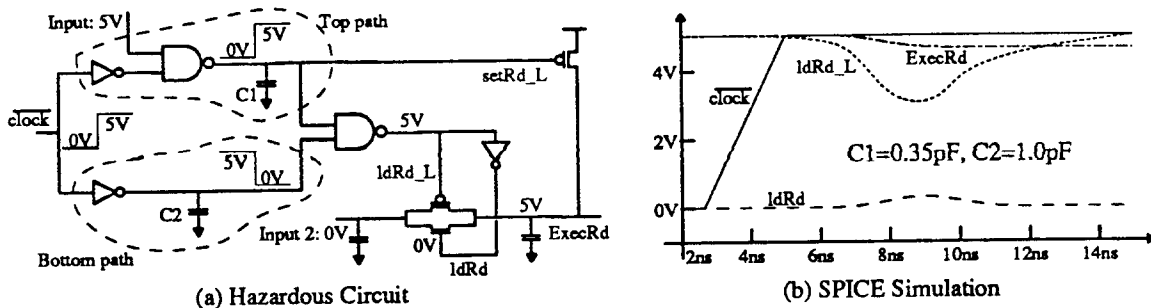 Input: 5V
Top path
0V 5V
C1
setRd_L
clock
0V 5V
5V
5V 0V
ldRd_L
C2
Input 2: 0V
0V
5V
ExecRd
ldRd
Bottom path
(a) Hazardous Circuit
4V
2V
0V
ldRd_L
ExecRd
clock
C1=0.35pF, C2=1.0pF
ldRd
2ns 4ns 6ns 8ns 10ns 12ns 14ns
(b) SPICE Simulation